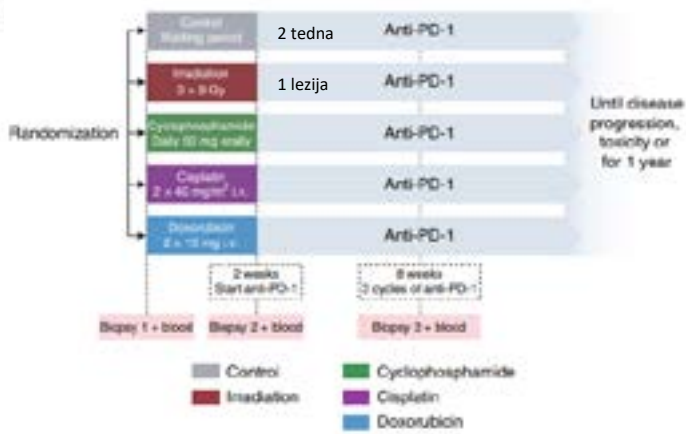 Control
Waiting period
2 tedna
Anti-PD-1
Irradiation
3 × 8 Gy
1 lezija
Anti-PD-1
Randomization
Cyclophosphamide
Daily 50 mg orally
Anti-PD-1
Cisplatin
2 × 40 mg/m² i.v.
Anti-PD-1
Doxorubicin
2 × 15 mg i.v.
Anti-PD-1
Until disease
progression,
toxicity or
for 1 year
2 weeks
Start anti-PD-1
8 weeks
3 cycles of anti-PD-1
Biopsy 1 + blood
Biopsy 2 + blood
Biopsy 3 + blood
Control
Irradiation
Cyclophosphamide
Cisplatin
Doxorubicin